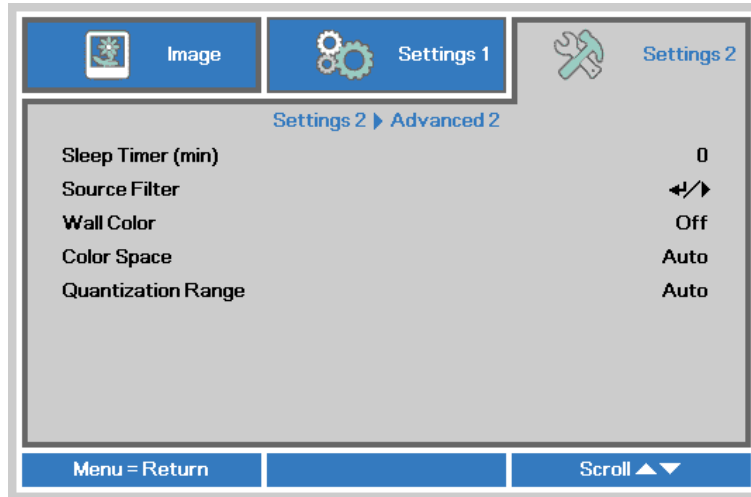 Image
Settings 1
Settings 2
Settings 2 ▶ Advanced 2
Sleep Timer (min) 0
Source Filter ↵/▶
Wall Color Off
Color Space Auto
Quantization Range Auto
Menu = Return
Scroll ▲▼